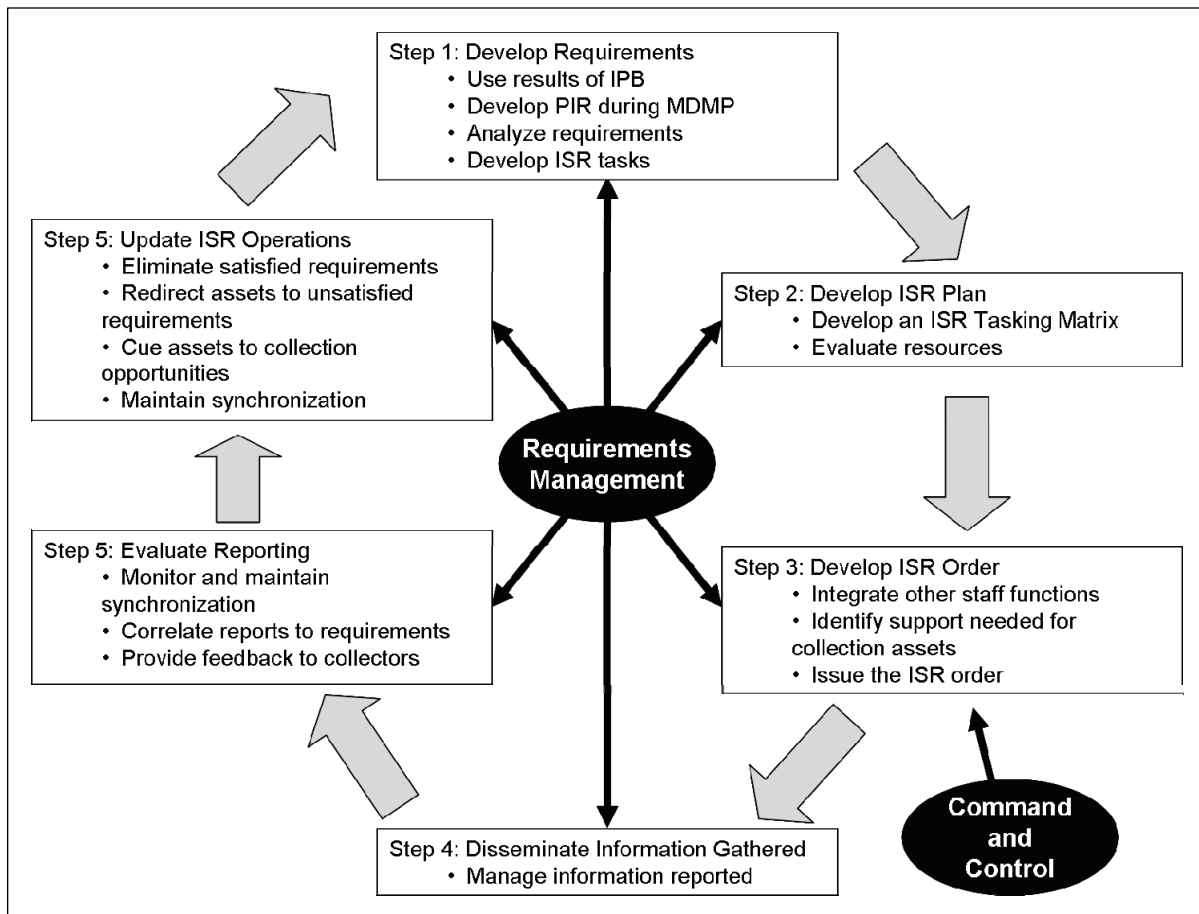 Step 1: Develop Requirements
• Use results of IPB
• Develop PIR during MDMP
• Analyze requirements
• Develop ISR tasks
Step 2: Develop ISR Plan
• Develop an ISR Tasking Matrix
• Evaluate resources
Step 3: Develop ISR Order
• Integrate other staff functions
• Identify support needed for
collection assets
• Issue the ISR order
Step 4: Disseminate Information Gathered
• Manage information reported
Step 5: Evaluate Reporting
• Monitor and maintain
synchronization
• Correlate reports to requirements
• Provide feedback to collectors
Step 5: Update ISR Operations
• Eliminate satisfied requirements
• Redirect assets to unsatisfied
requirements
• Cue assets to collection
opportunities
• Maintain synchronization
Requirements
Management
Command
and
Control